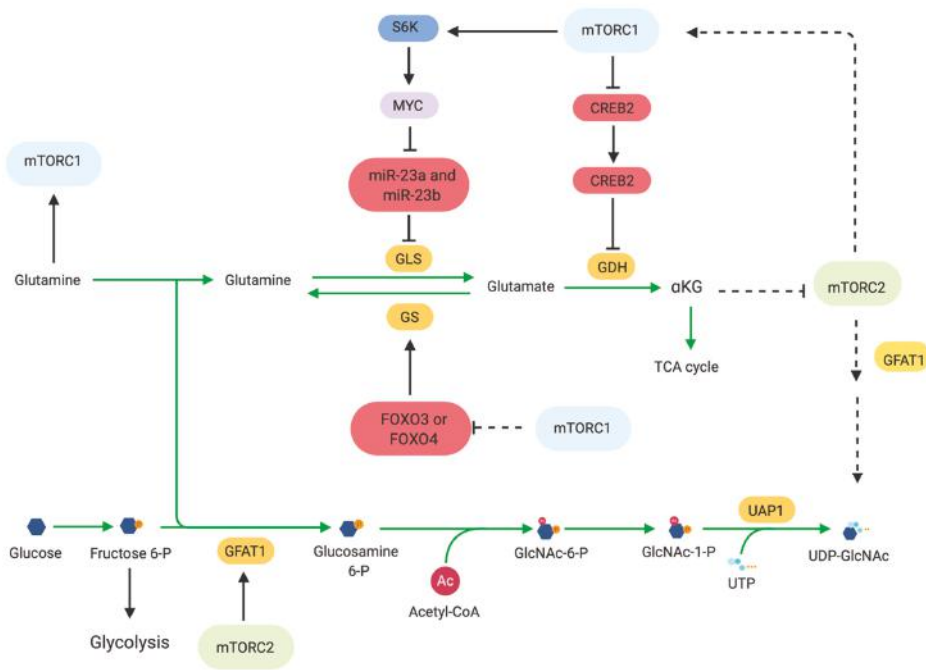 S6K
mTORC1
MYC
CREB2
mTORC1
miR-23a and
miR-23b
CREB2
GLS
GDH
Glutamine
Glutamine
Glutamate
αKG
mTORC2
GS
GFAT1
TCA cycle
FOXO3 or
FOXO4
mTORC1
UAP1
Glucose
Fructose 6-P
GFAT1
Glucosamine
6-P
GlcNAc-6-P
GlcNAc-1-P
UDP-GlcNAc
Ac
UTP
Acetyl-CoA
Glycolysis
mTORC2